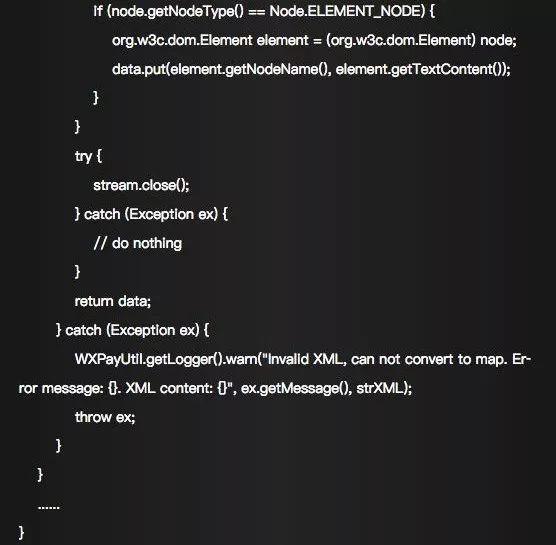 if (node.getNodeType() == Node.ELEMENT_NODE) {
org.w3c.dom.Element element = (org.w3c.dom.Element) node;
data.put(element.getNodeName(), element.getTextContent());
}
}
try {
stream.close();
} catch (Exception ex) {
// do nothing
}
return data;
} catch (Exception ex) {
WXPayUtil.getLogger().warn("Invalid XML, can not convert to map. Er-
ror message: {}. XML content: {}", ex.getMessage(), strXML);
throw ex;
}
}
......
}